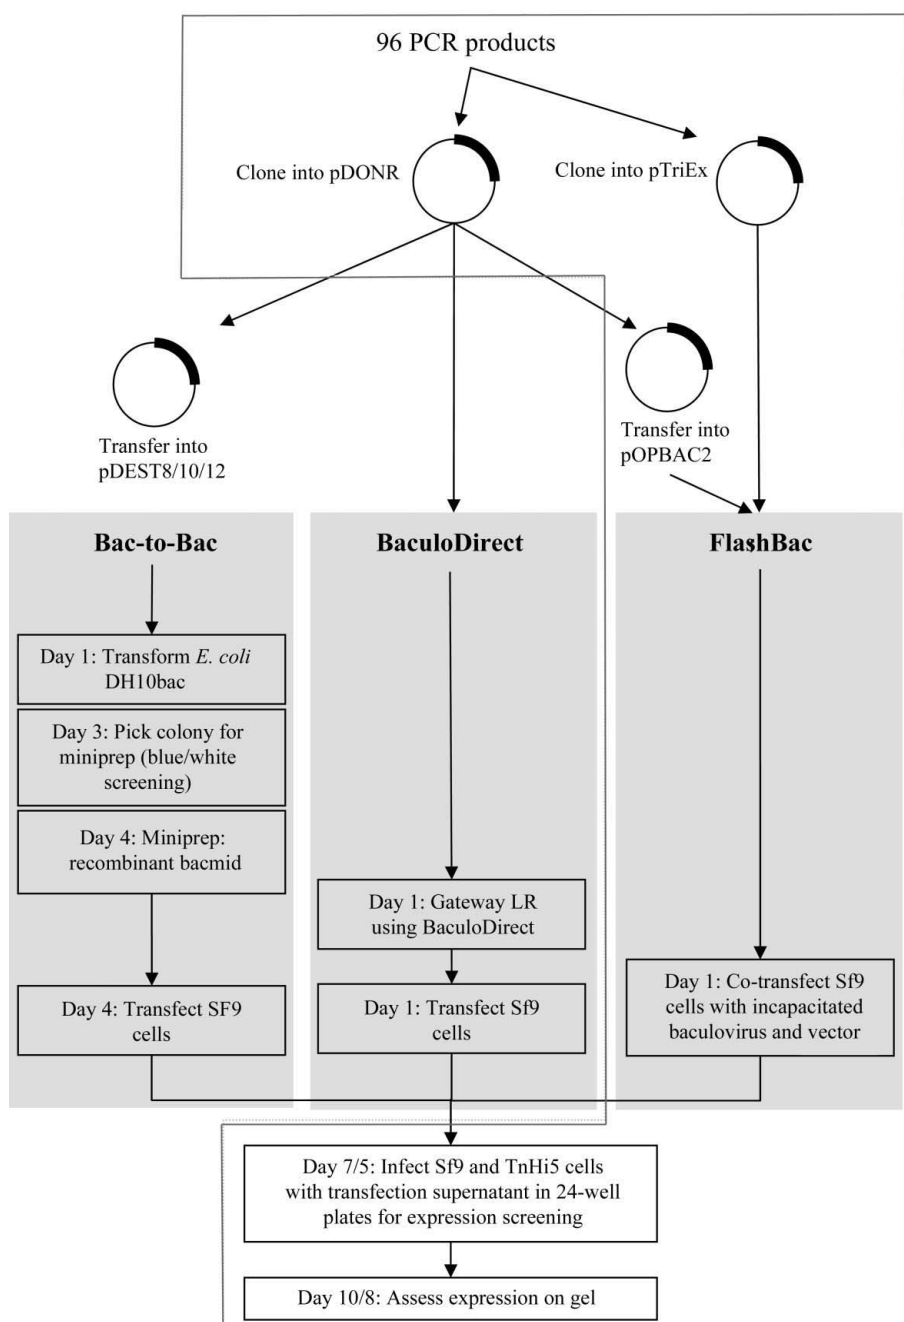 96 PCR products
Clone into pDONR
Clone into pTriEx
Transfer into
pDEST8/10/12
Transfer into
pOPBAC2
Bac-to-Bac
Day 1: Transform E. coli
DH10bac
Day 3: Pick colony for
miniprep (blue/white
screening)
Day 4: Miniprep:
recombinant bacmid
Day 4: Transfect SF9
cells
BaculoDirect
Day 1: Gateway LR
using BaculoDirect
Day 1: Transfect Sf9
cells
FlashBac
Day 1: Co-transfect Sf9
cells with incapacitated
baculovirus and vector
Day 7/5: Infect Sf9 and TnHi5 cells
with transfection supernatant in 24-well
plates for expression screening
Day 10/8: Assess expression on gel